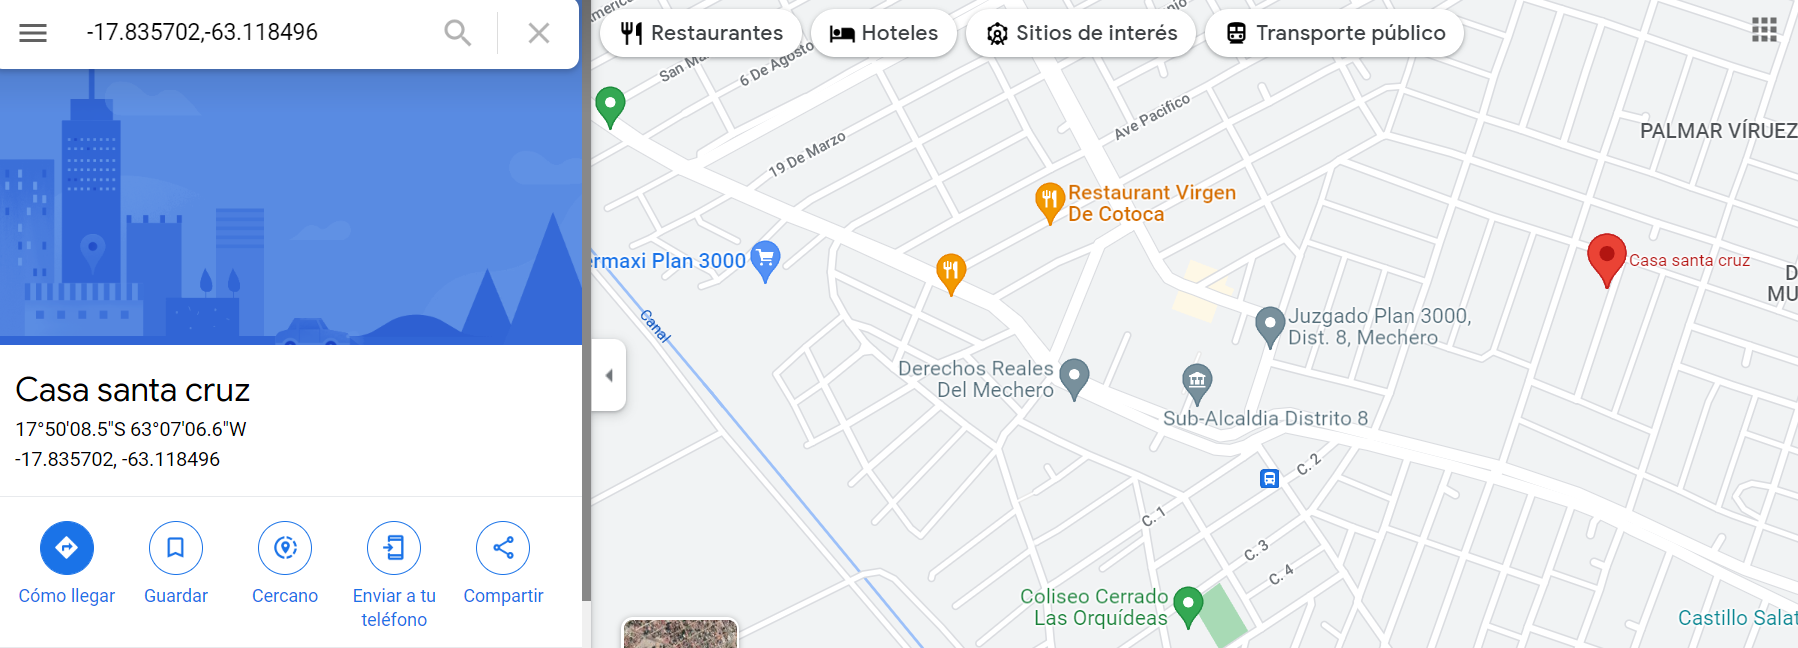 -17.835702,-63.118496
Restaurantes
Hoteles
Sitios de interés
Transporte público
Casa santa cruz
17°50'08.5"S 63°07'06.6"W
-17.835702, -63.118496
Cómo llegar
Guardar
Cercano
Enviar a tu
teléfono
Compartir
6 De Agosto
19 De Marzo
Ave Pacifico
PALMAR VÍRUEZ
Restaurant Virgen
De Cotoca
ermaxi Plan 3000
Casa santa cruz
D
MU
Canal
Juzgado Plan 3000,
Dist. 8, Mechero
Derechos Reales
Del Mechero
Sub-Alcaldia Distrito 8
C. 2
C. 1
C. 3
C. 4
Coliseo Cerrado
Las Orquídeas
Castillo Salat